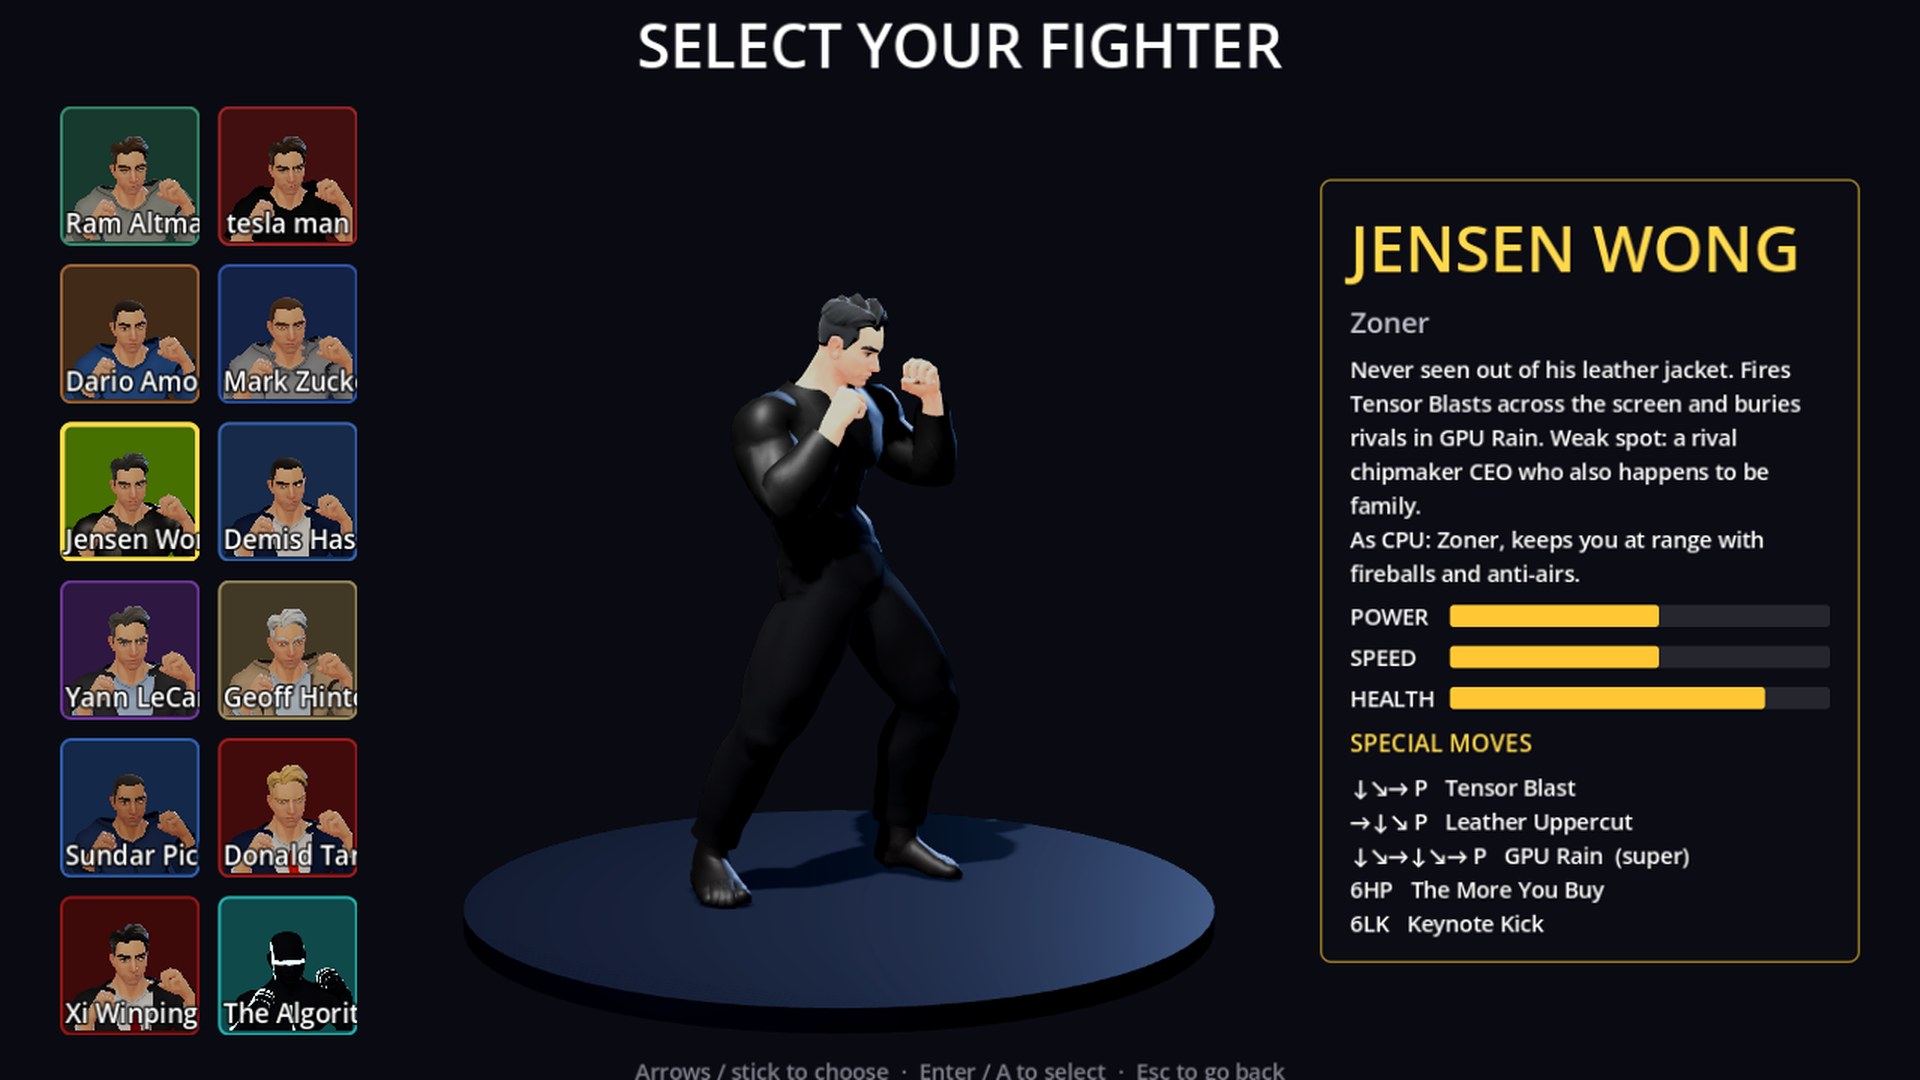 SELECT YOUR FIGHTER
Ram Altma
tesla man
Dario Amo
Mark Zuck
Jensen Wo
Demis Has
Yann LeCa
Geoff Hint
Sundar Pic
Donald Tar
Xi Winping
The Algorit
JENSEN WONG
Zoner
Never seen out of his leather jacket. Fires
Tensor Blasts across the screen and buries
rivals in GPU Rain. Weak spot: a rival
chipmaker CEO who also happens to be
family.
As CPU: Zoner, keeps you at range with
fireballs and anti-airs.
POWER
SPEED
HEALTH
SPECIAL MOVES
↓↘→ P Tensor Blast
→↓↘ P Leather Uppercut
↓↘→↓↘→ P GPU Rain (super)
6HP The More You Buy
6LK Keynote Kick
Arrows / stick to choose · Enter / A to select · Esc to go back